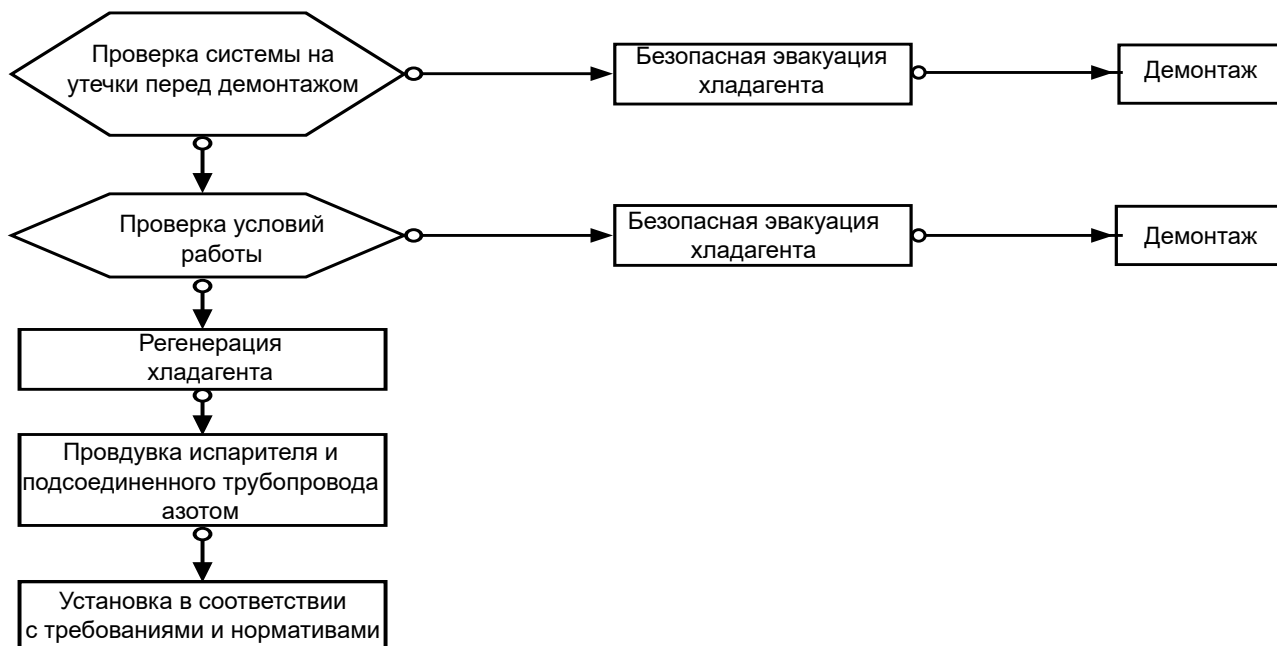 Проверка системы на
утечки перед демонтажом
Безопасная эвакуация
хладагента
Демонтаж
Проверка условий
работы
Безопасная эвакуация
хладагента
Демонтаж
Регенерация
хладагента
Провдувка испарителя и
подсоединенного трубопровода
азотом
Установка в соответствии
с требованиями и нормативами